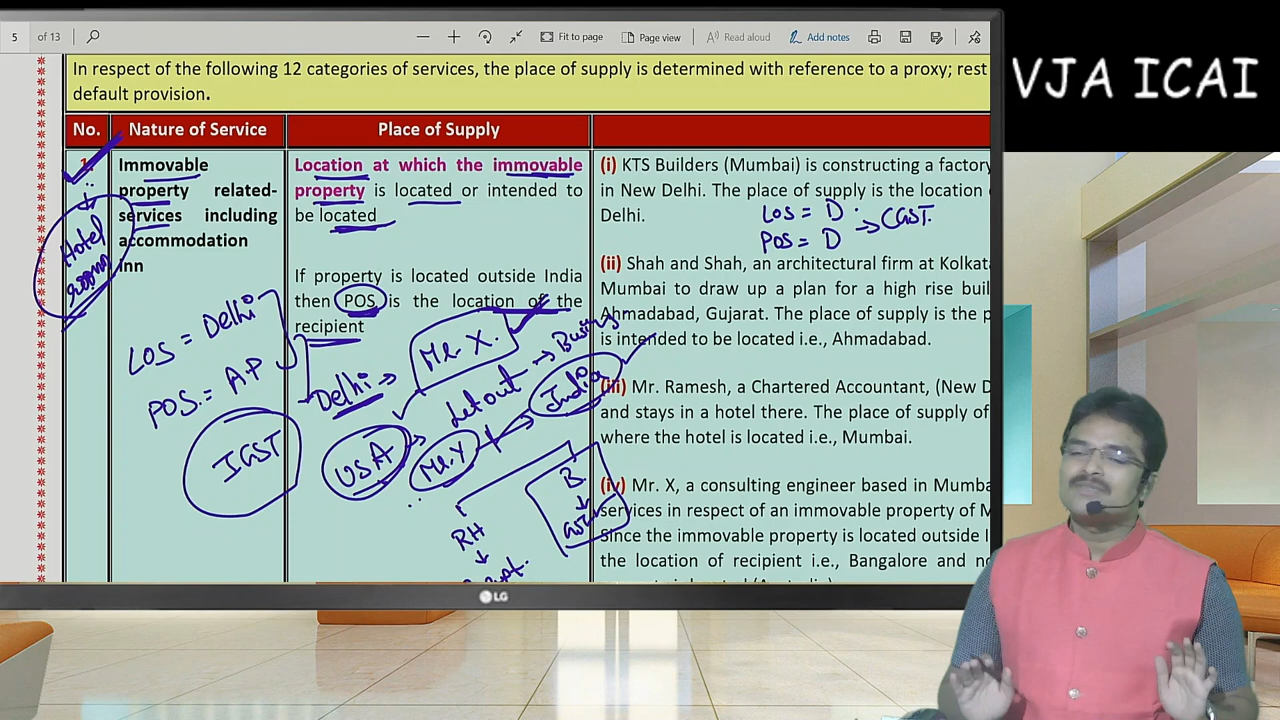 5 of 13
Fit to page
Page view
Read aloud
Add notes
VJA ICAI
In respect of the following 12 categories of services, the place of supply is determined with reference to a proxy; rest
default provision.
No.
Nature of Service
Place of Supply
Immovable
property related-
services including
accommodation
inn
Hotel
room
LOS = Delhi
POS = A.P
IGST
Location at which the immovable
property is located or intended to
be located
If property is located outside India
then POS is the location of the
recipient
Mr. X.
Delhi
Let out → Business
India
USA
Mr. Y
RH
B.
(i) KTS Builders (Mumbai) is constructing a factory
in New Delhi. The place of supply is the location
Delhi.
LOS = D
POS = D
→ CGST.
(ii) Shah and Shah, an architectural firm at Kolkata
Mumbai to draw up a plan for a high rise buil
Ahmadabad, Gujarat. The place of supply is the p
is intended to be located i.e., Ahmadabad.
(iii) Mr. Ramesh, a Chartered Accountant, (New D
and stays in a hotel there. The place of supply of
where the hotel is located i.e., Mumbai.
(iv) Mr. X, a consulting engineer based in Mumba
services in respect of an immovable property of M
Since the immovable property is located outside I
the location of recipient i.e., Bangalore and no
LG